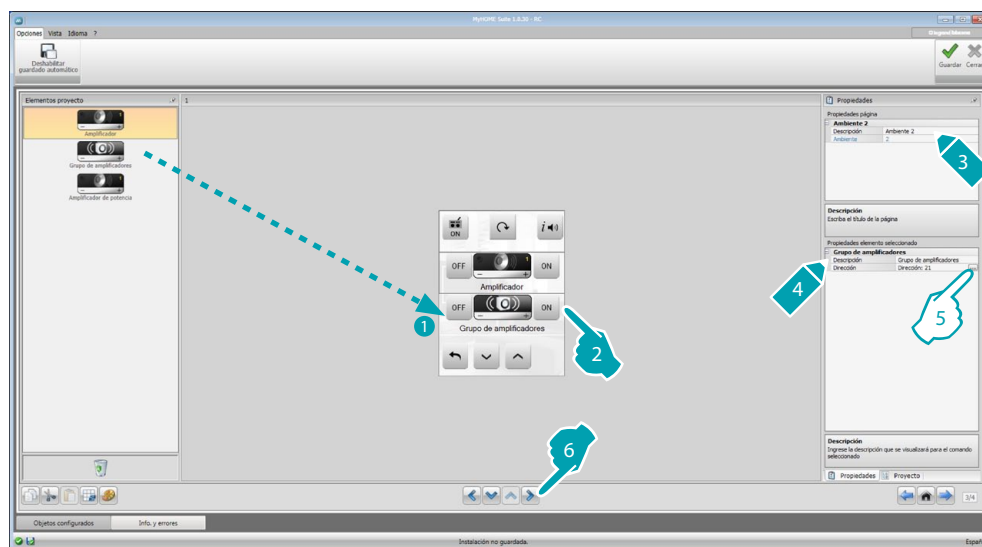 MyHOME Suite 1.0.30 - RC
Opciones Vista Idioma ?
Deshabilitar
guardado automático
Guardar Cerrar
Elementos proyecto
Amplificador
Grupo de amplificadores
Amplificador de potencia
1
ON
i
OFF
1
ON
Amplificador
OFF
ON
Grupo de amplificadores
1
2
3
4
5
6
Propiedades
Propiedades página
Ambiente 2
Descripción Ambiente 2
Ambiente 2
Descripción
Escriba el título de la página
Propiedades elemento seleccionado
Grupo de amplificadores
Descripción Grupo de amplificadores
Dirección Dirección: 21
Descripción
Ingrese la descripción que se visualizará para el comando
seleccionado
Propiedades Proyecto
3/4
Objetos configurados Info. y errores
Instalación no guardada.
Españ